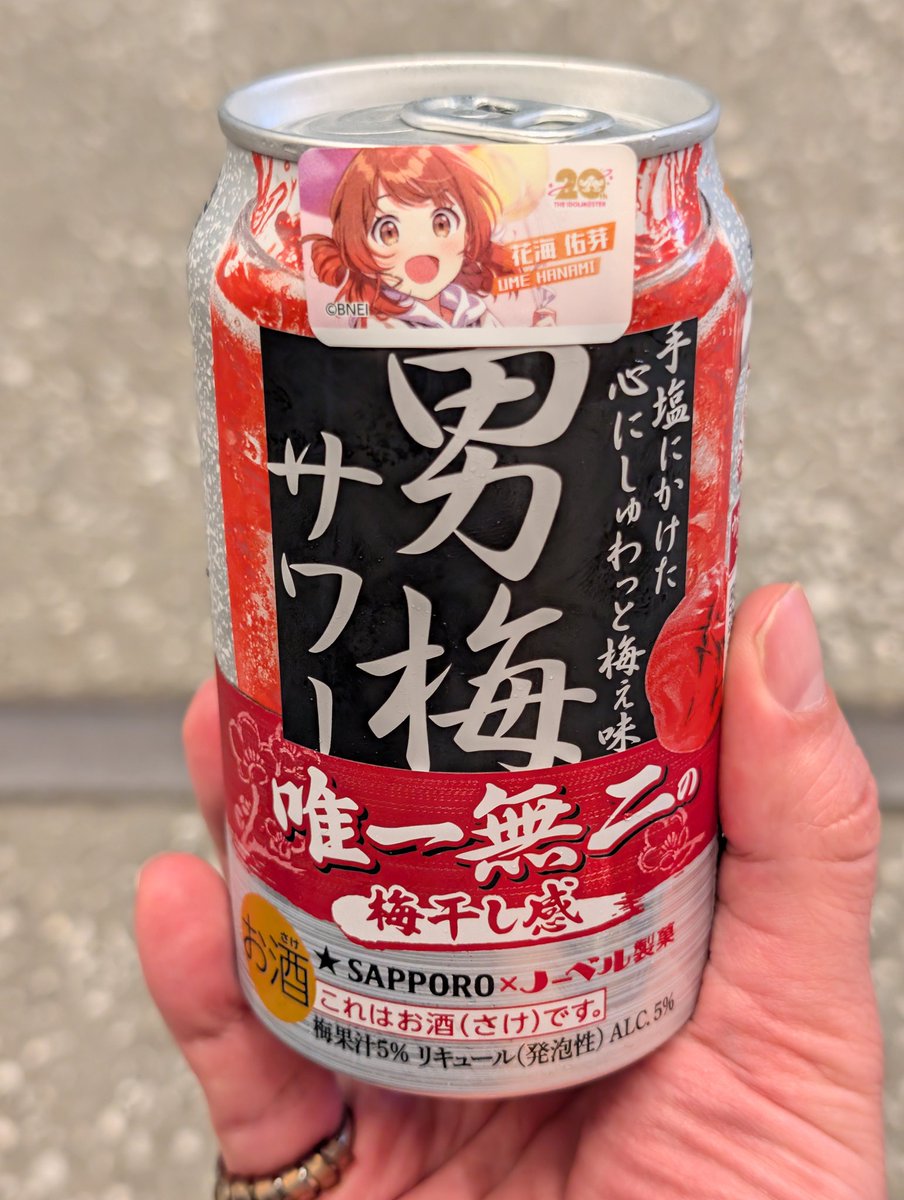 20th
THE IDOLM@STER
花海 佑芽
UME HANAMI
©BNEI
手塩にかけた
心にしゅわっと梅ぇ味
男梅
サワー
唯一無二の
梅干し感
お酒
さけ
★SAPPORO×ノーベル製菓
これはお酒(さけ)です。
梅果汁5% リキュール(発泡性) ALC.5%